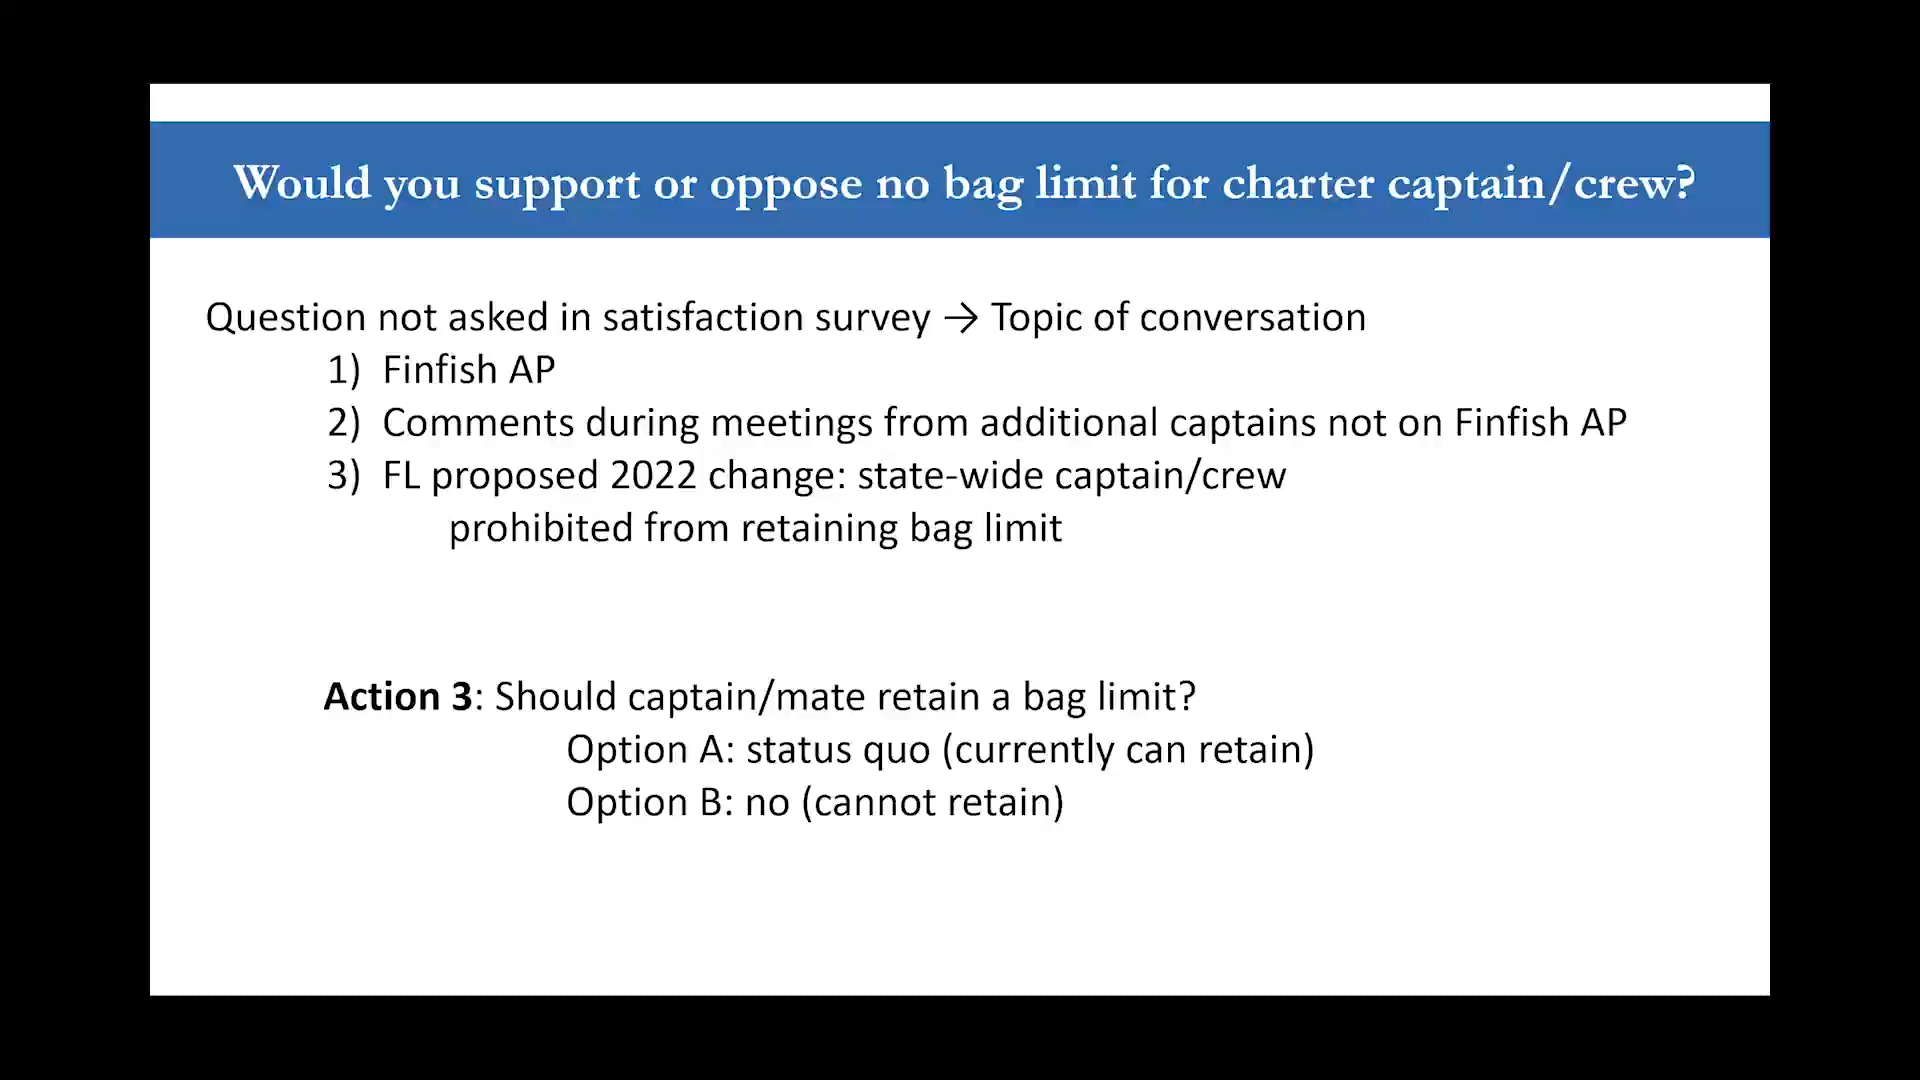 Would you support or oppose no bag limit for charter captain/crew?
Question not asked in satisfaction survey → Topic of conversation
1) Finfish AP
2) Comments during meetings from additional captains not on Finfish AP
3) FL proposed 2022 change: state-wide captain/crew
prohibited from retaining bag limit
Action 3: Should captain/mate retain a bag limit?
Option A: status quo (currently can retain)
Option B: no (cannot retain)